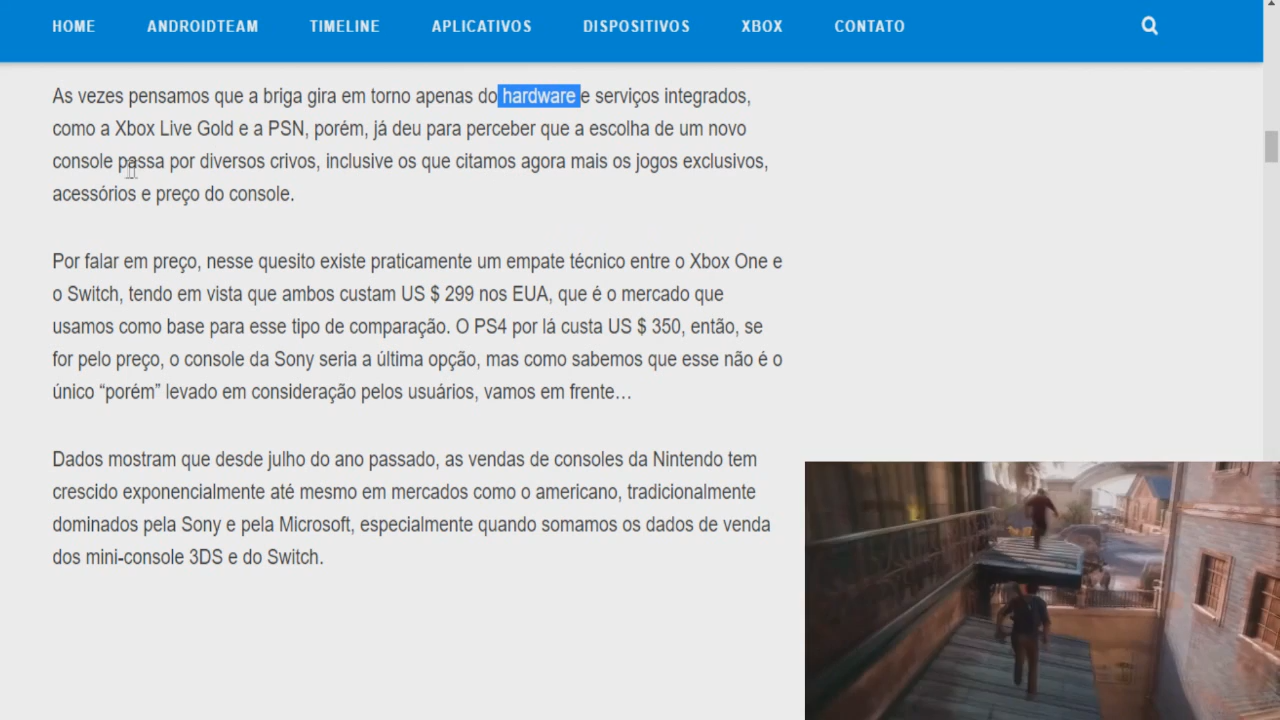 HOME ANDROIDTEAM TIMELINE APLICATIVOS DISPOSITIVOS XBOX CONTATO
As vezes pensamos que a briga gira em torno apenas do hardware e serviços integrados,
como a Xbox Live Gold e a PSN, porém, já deu para perceber que a escolha de um novo
console passa por diversos crivos, inclusive os que citamos agora mais os jogos exclusivos,
acessórios e preço do console.
Por falar em preço, nesse quesito existe praticamente um empate técnico entre o Xbox One e
o Switch, tendo em vista que ambos custam US $ 299 nos EUA, que é o mercado que
usamos como base para esse tipo de comparação. O PS4 por lá custa US $ 350, então, se
for pelo preço, o console da Sony seria a última opção, mas como sabemos que esse não é o
único “porém” levado em consideração pelos usuários, vamos em frente…
Dados mostram que desde julho do ano passado, as vendas de consoles da Nintendo tem
crescido exponencialmente até mesmo em mercados como o americano, tradicionalmente
dominados pela Sony e pela Microsoft, especialmente quando somamos os dados de venda
dos mini-console 3DS e do Switch.